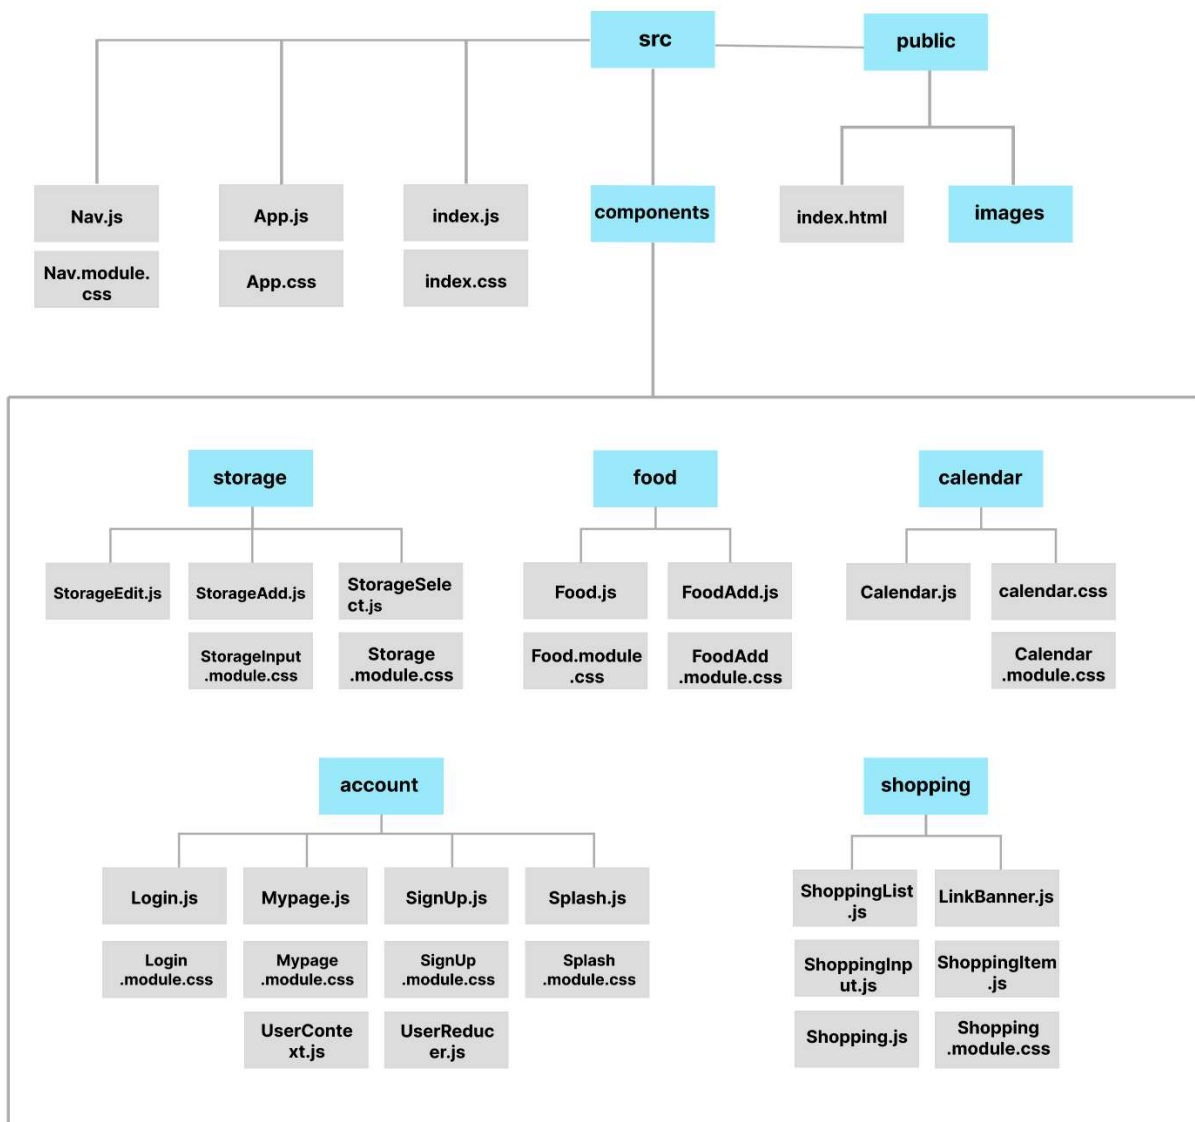 src
public
Nav.js
App.js
index.js
components
index.html
images
Nav.module.
css
App.css
index.css
storage
food
calendar
StorageEdit.js
StorageAdd.js
StorageSele
ct.js
Food.js
FoodAdd.js
Calendar.js
calendar.css
StorageInput
.module.css
Storage
.module.css
Food.module
.css
FoodAdd
.module.css
Calendar
.module.css
account
shopping
Login.js
Mypage.js
SignUp.js
Splash.js
ShoppingList
.js
LinkBanner.js
Login
.module.css
Mypage
.module.css
SignUp
.module.css
Splash
.module.css
ShoppingInp
ut.js
ShoppingItem
.js
UserConte
xt.js
UserReduc
er.js
Shopping.js
Shopping
.module.css